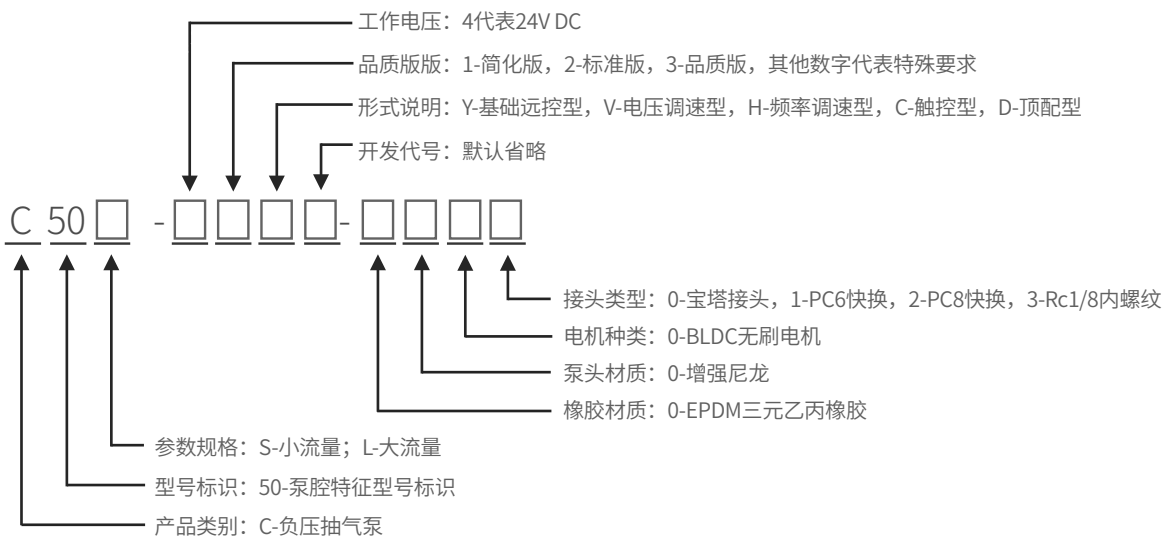 工作电压：4代表24V DC
品质版版：1-简化版，2-标准版，3-品质版，其他数字代表特殊要求
形式说明：Y-基础远控型，V-电压调速型，H-频率调速型，C-触控型，D-顶配型
开发代号：默认省略
C 50□ -□□□□-□□□□
接头类型：0-宝塔接头，1-PC6快换，2-PC8快换，3-Rc1/8内螺纹
电机种类：0-BLDC无刷电机
泵头材质：0-增强尼龙
橡胶材质：0-EPDM三元乙丙橡胶
参数规格：S-小流量；L-大流量
型号标识：50-泵腔特征型号标识
产品类别：C-负压抽气泵